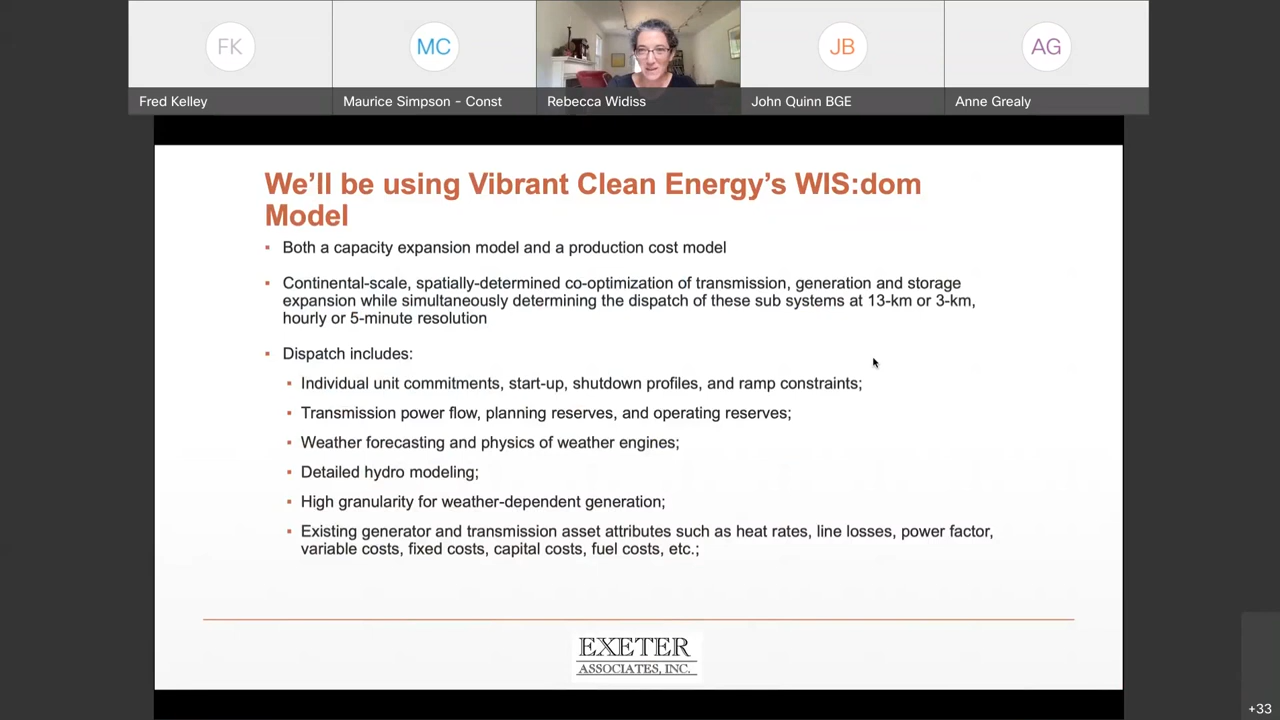 FK
MC
JB
AG
Fred Kelley
Maurice Simpson - Const
Rebecca Widiss
John Quinn BGE
Anne Grealy
We'll be using Vibrant Clean Energy's WIS:dom
Model
▪ Both a capacity expansion model and a production cost model
▪ Continental-scale, spatially-determined co-optimization of transmission, generation and storage
expansion while simultaneously determining the dispatch of these sub systems at 13-km or 3-km,
hourly or 5-minute resolution
▪ Dispatch includes:
▪ Individual unit commitments, start-up, shutdown profiles, and ramp constraints;
▪ Transmission power flow, planning reserves, and operating reserves;
▪ Weather forecasting and physics of weather engines;
▪ Detailed hydro modeling;
▪ High granularity for weather-dependent generation;
▪ Existing generator and transmission asset attributes such as heat rates, line losses, power factor,
variable costs, fixed costs, capital costs, fuel costs, etc.;
EXETER
ASSOCIATES, INC.
+33